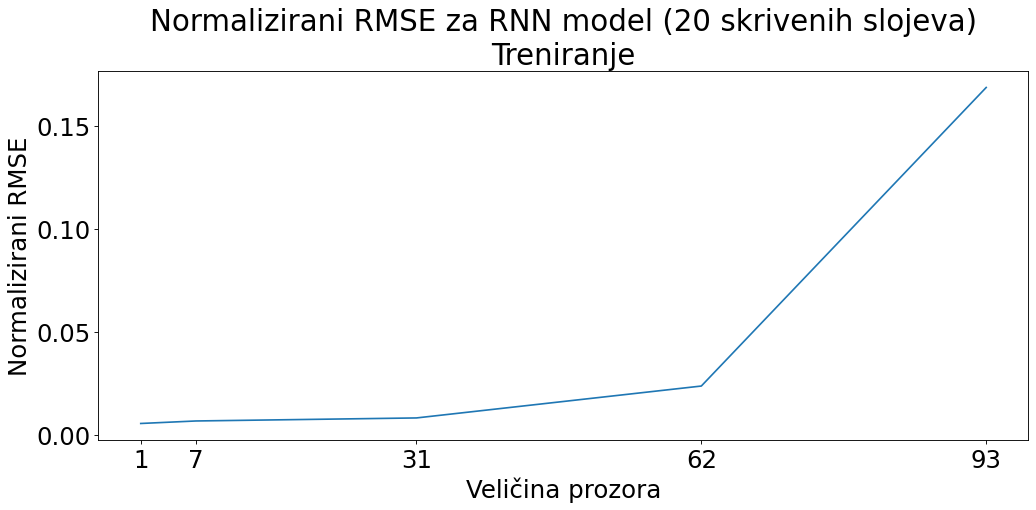 Normalizirani RMSE za RNN model (20 skrivenih slojeva)
Treniranje
Normalizirani RMSE
0.15
0.10
0.05
0.00
1 7 31 62 93
Veličina prozora